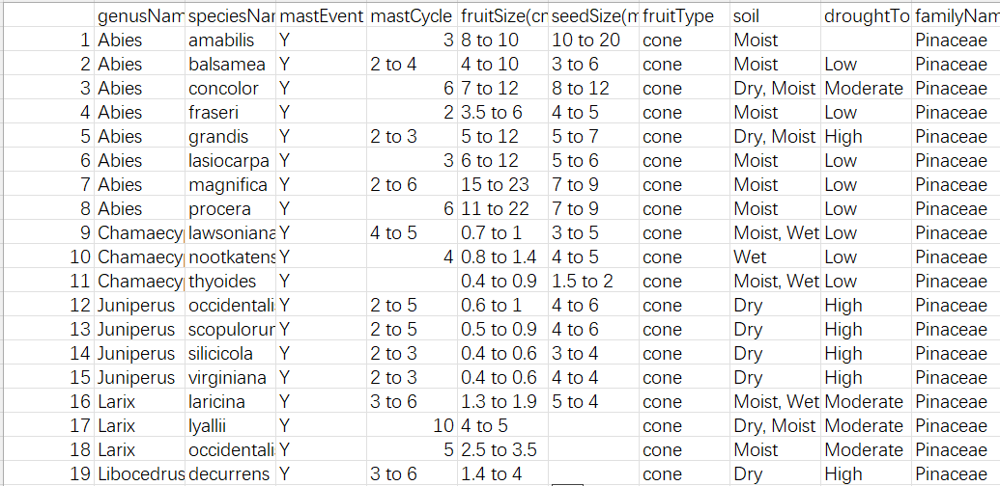 genusNam speciesNar mastEvent mastCycle fruitSize(cm seedSize(m fruitType soil droughtTo familyNam
1 Abies amabilis Y 3 8 to 10 10 to 20 cone Moist Pinaceae
2 Abies balsamea Y 2 to 4 4 to 10 3 to 6 cone Moist Low Pinaceae
3 Abies concolor Y 6 7 to 12 8 to 12 cone Dry, Moist Moderate Pinaceae
4 Abies fraseri Y 2 3.5 to 6 4 to 5 cone Moist Low Pinaceae
5 Abies grandis Y 2 to 3 5 to 12 5 to 7 cone Dry, Moist High Pinaceae
6 Abies lasiocarpa Y 3 6 to 12 5 to 6 cone Moist Low Pinaceae
7 Abies magnifica Y 2 to 6 15 to 23 7 to 9 cone Moist Low Pinaceae
8 Abies procera Y 6 11 to 22 7 to 9 cone Moist Low Pinaceae
9 Chamaecyp lawsoniana Y 4 to 5 0.7 to 1 3 to 5 cone Moist, Wet Low Pinaceae
10 Chamaecyp nootkatens Y 4 0.8 to 1.4 4 to 5 cone Wet Low Pinaceae
11 Chamaecyp thyoides Y 0.4 to 0.9 1.5 to 2 cone Moist, Wet Low Pinaceae
12 Juniperus occidentali Y 2 to 5 0.6 to 1 4 to 6 cone Dry High Pinaceae
13 Juniperus scopulorur Y 2 to 5 0.5 to 0.9 4 to 6 cone Dry High Pinaceae
14 Juniperus silicicola Y 2 to 3 0.4 to 0.6 3 to 4 cone Dry High Pinaceae
15 Juniperus virginiana Y 2 to 3 0.4 to 0.6 4 to 4 cone Dry High Pinaceae
16 Larix laricina Y 3 to 6 1.3 to 1.9 5 to 4 cone Moist, Wet Moderate Pinaceae
17 Larix lyallii Y 10 4 to 5 cone Dry, Moist Moderate Pinaceae
18 Larix occidentali Y 5 2.5 to 3.5 cone Moist Moderate Pinaceae
19 Libocedrus decurrens Y 3 to 6 1.4 to 4 cone Dry High Pinaceae